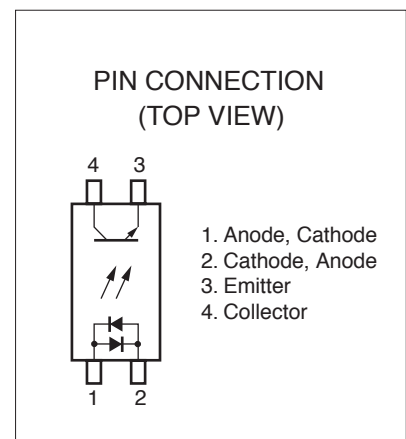 PIN CONNECTION
(TOP VIEW)
4 3
1. Anode, Cathode
2. Cathode, Anode
3. Emitter
4. Collector
1 2